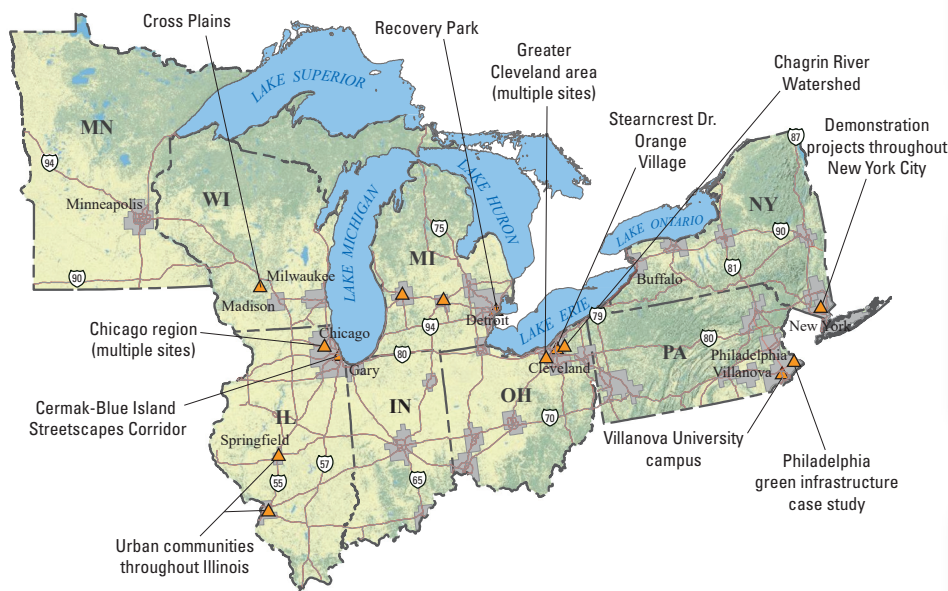 Cross Plains
Recovery Park
Greater
Cleveland area
(multiple sites)
Chagrin River
Watershed
Stearncrest Dr.
Orange
Village
Demonstration
projects throughout
New York City
LAKE SUPERIOR
MN
94
Minneapolis
90
WI
Milwaukee
Madison
LAKE MICHIGAN
LAKE HURON
75
MI
94
Detroit
LAKE ONTARIO
LAKE ERIE
NY
87
90
81
Buffalo
79
New York
80
PA
Philadelphia
Villanova
Chicago region
(multiple sites)
Chicago
Gary
80
Cleveland
Cermak-Blue Island
Streetscapes Corridor
IL
IN
OH
70
Springfield
57
55
65
Villanova University
campus
Philadelphia
green infrastructure
case study
Urban communities
throughout Illinois